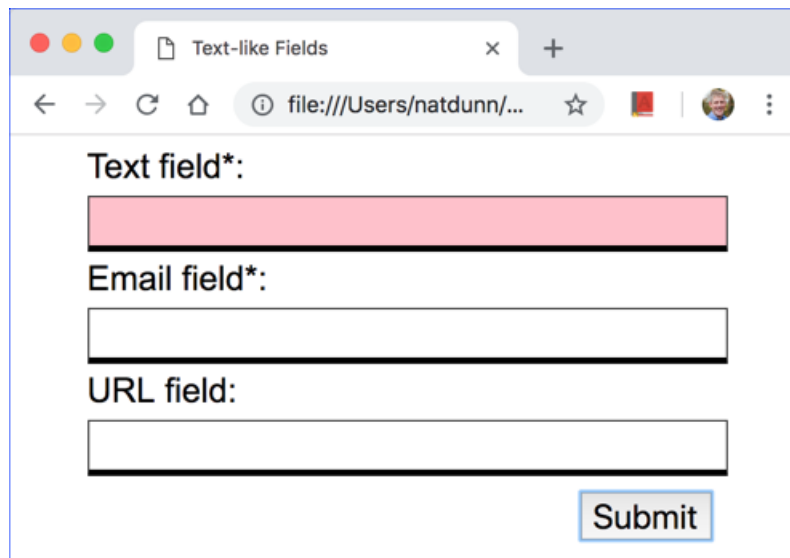 Text-like Fields
file:///Users/natdunn/...
Text field*:
Email field*:
URL field:
Submit